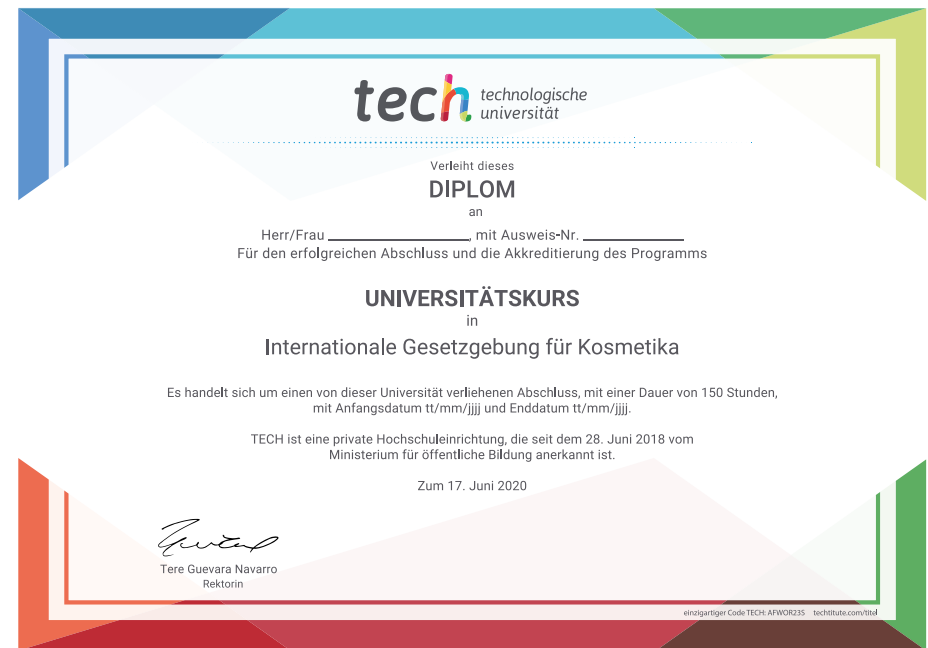 tech technologische
universität
Verleiht dieses
DIPLOM
an
Herr/Frau ____________________, mit Ausweis-Nr. ______________
Für den erfolgreichen Abschluss und die Akkreditierung des Programms
UNIVERSITÄTSKURS
in
Internationale Gesetzgebung für Kosmetika
Es handelt sich um einen von dieser Universität verliehenen Abschluss, mit einer Dauer von 150 Stunden,
mit Anfangsdatum tt/mm/jjjj und Enddatum tt/mm/jjjj.
TECH ist eine private Hochschuleinrichtung, die seit dem 28. Juni 2018 vom
Ministerium für öffentliche Bildung anerkannt ist.
Zum 17. Juni 2020
Tere Guevara Navarro
Rektorin
einzigartiger Code TECH: AFWOR23S techtitute.com/titel